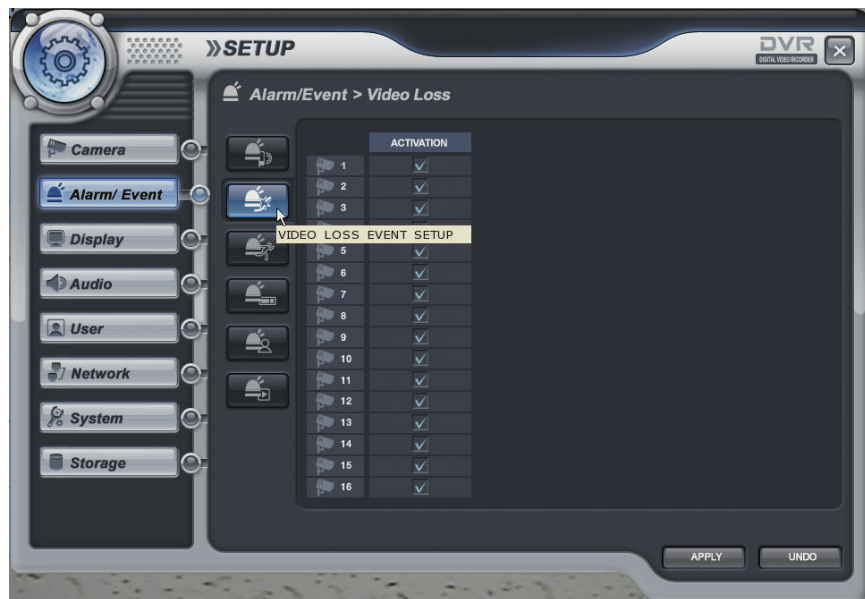 »SETUP
DVR
DIGITAL VIDEO RECORDER
Alarm/Event > Video Loss
Camera
Alarm/ Event
Display
Audio
User
Network
System
Storage
ACTIVATION
1
2
3
VIDEO LOSS EVENT SETUP
5
6
7
8
9
10
11
12
13
14
15
16
APPLY
UNDO